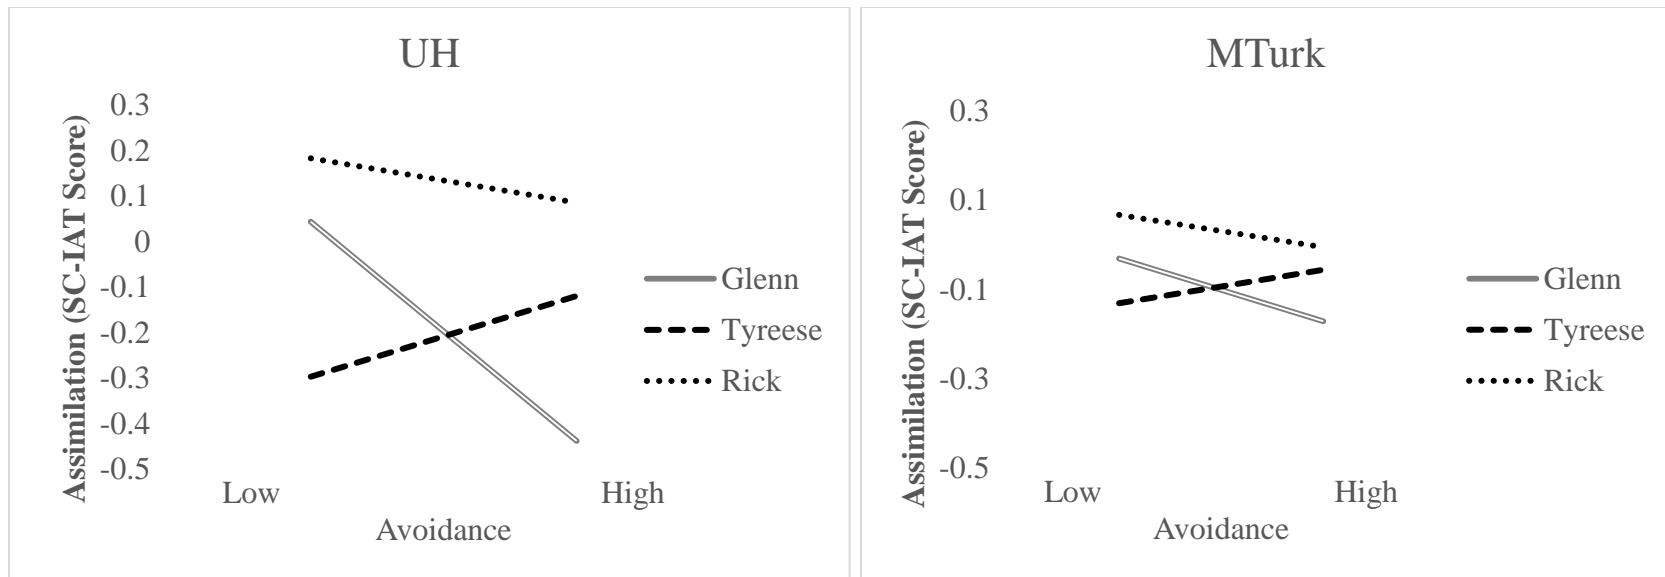 UH
Assimilation (SC-IAT Score)
0.3
0.2
0.1
0
-0.1
-0.2
-0.3
-0.4
-0.5
Low
High
Avoidance
Glenn
Tyreese
Rick
MTurk
Assimilation (SC-IAT Score)
0.3
0.1
-0.1
-0.3
-0.5
Low
High
Avoidance
Glenn
Tyreese
Rick